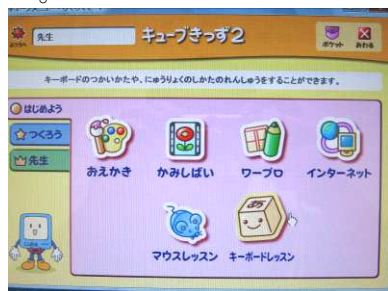 先生
キューブきっず2
ポケット
おわる
キーボードのつかいかたや、にゅうりょくのしかたのれんしゅうをすることができます。
はじめよう
つくろう
先生
おえかき
かみしばい
ワープロ
インターネット
マウスレッスン
キーボードレッスン